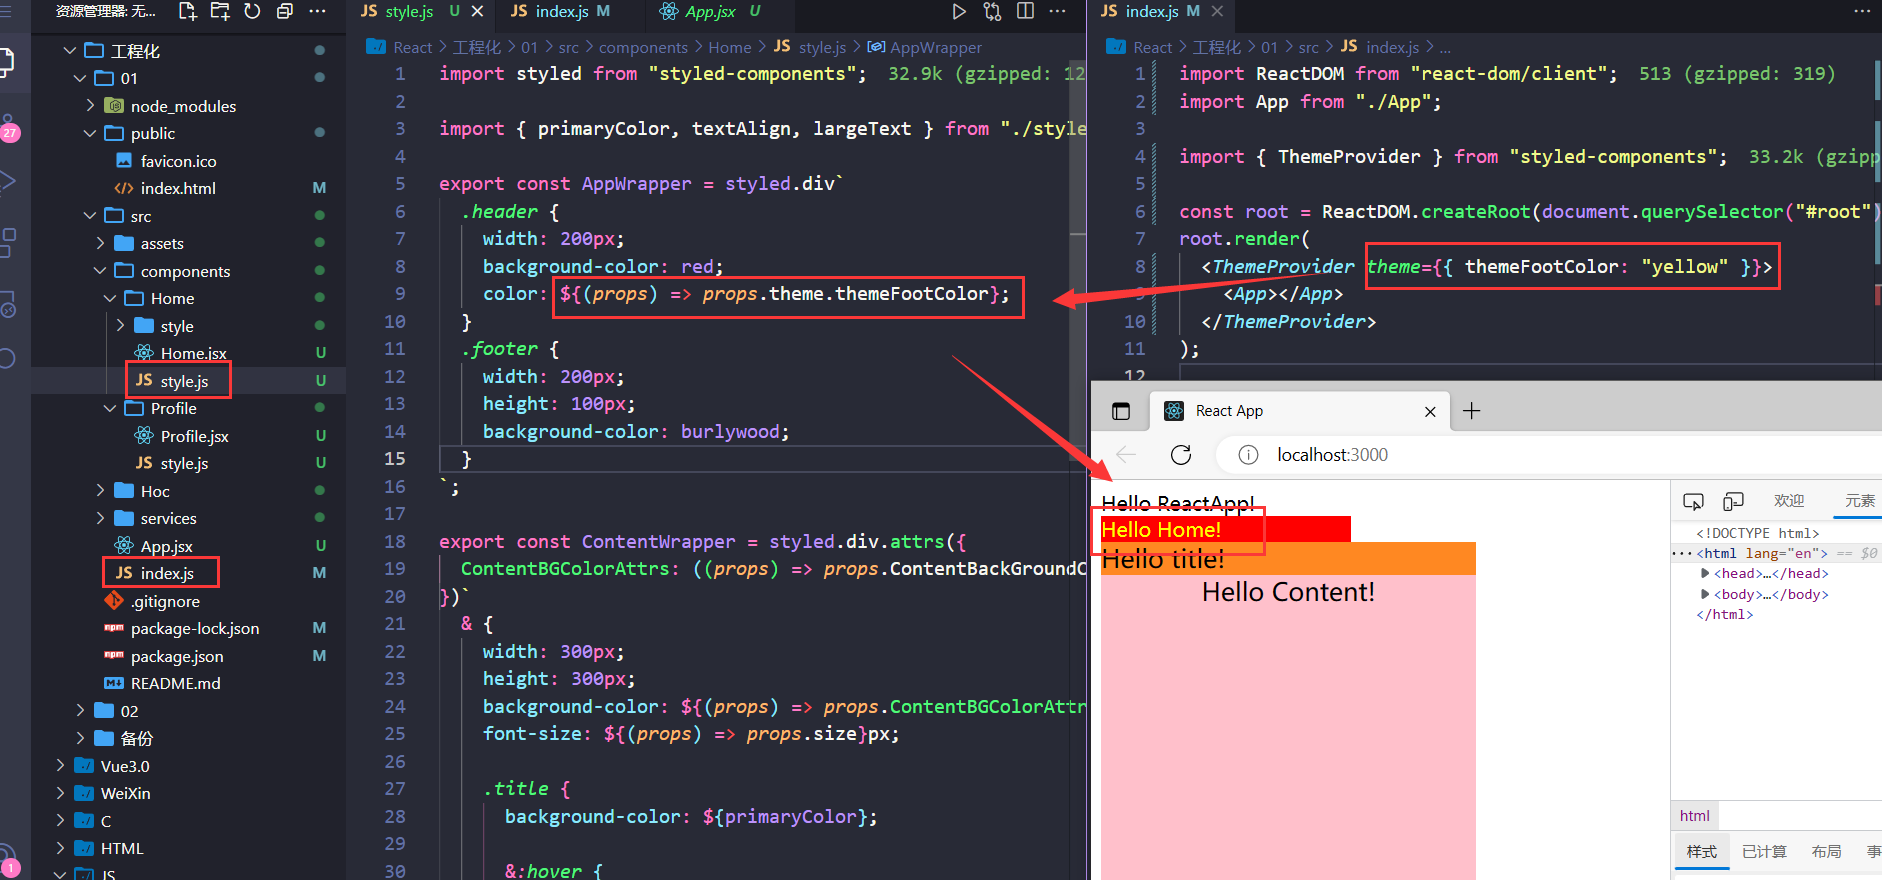 资源管理器: 无...
工程化
01
node_modules
public
favicon.ico
index.html M
src
assets
components
Home
style
Home.jsx U
style.js U
Profile
Profile.jsx U
style.js U
Hoc
services
App.jsx U
index.js M
.gitignore
package-lock.json M
package.json M
README.md
02
备份
Vue3.0
WeiXin
C
HTML
JS
27
1
style.js U
index.js M
App.jsx U
React > 工程化 > 01 > src > components > Home > JS style.js > AppWrapper
1 import styled from "styled-components"; 32.9k (gzipped: 12
2
3 import { primaryColor, textAlign, largeText } from "./style
4
5 export const AppWrapper = styled.div`
6 .header {
7 width: 200px;
8 background-color: red;
9 color: ${(props) => props.theme.themeFootColor};
10 }
11 .footer {
12 width: 200px;
13 height: 100px;
14 background-color: burlywood;
15 }
16 `;
17
18 export const ContentWrapper = styled.div.attrs({
19 ContentBGColorAttrs: ((props) => props.ContentBackGroundC
20 })`
21 & {
22 width: 300px;
23 height: 300px;
24 background-color: ${(props) => props.ContentBGColorAttr
25 font-size: ${(props) => props.size}px;
26
27 .title {
28 background-color: ${primaryColor};
29
30 &:hover {
JS index.js M
React > 工程化 > 01 > src > JS index.js > ...
1 import ReactDOM from "react-dom/client"; 513 (gzipped: 319)
2 import App from "./App";
3
4 import { ThemeProvider } from "styled-components"; 33.2k (gzipp
5
6 const root = ReactDOM.createRoot(document.querySelector("#root")
7 root.render(
8 <ThemeProvider theme={{ themeFootColor: "yellow" }}>
9 <App></App>
10 </ThemeProvider>
11 );
12
React App
localhost:3000
Hello ReactApp!
Hello Home!
Hello title!
Hello Content!
欢迎 元素
<!DOCTYPE html>
<html lang="en"> == $0
<head>…</head>
<body>…</body>
</html>
html
样式 已计算 布局 事